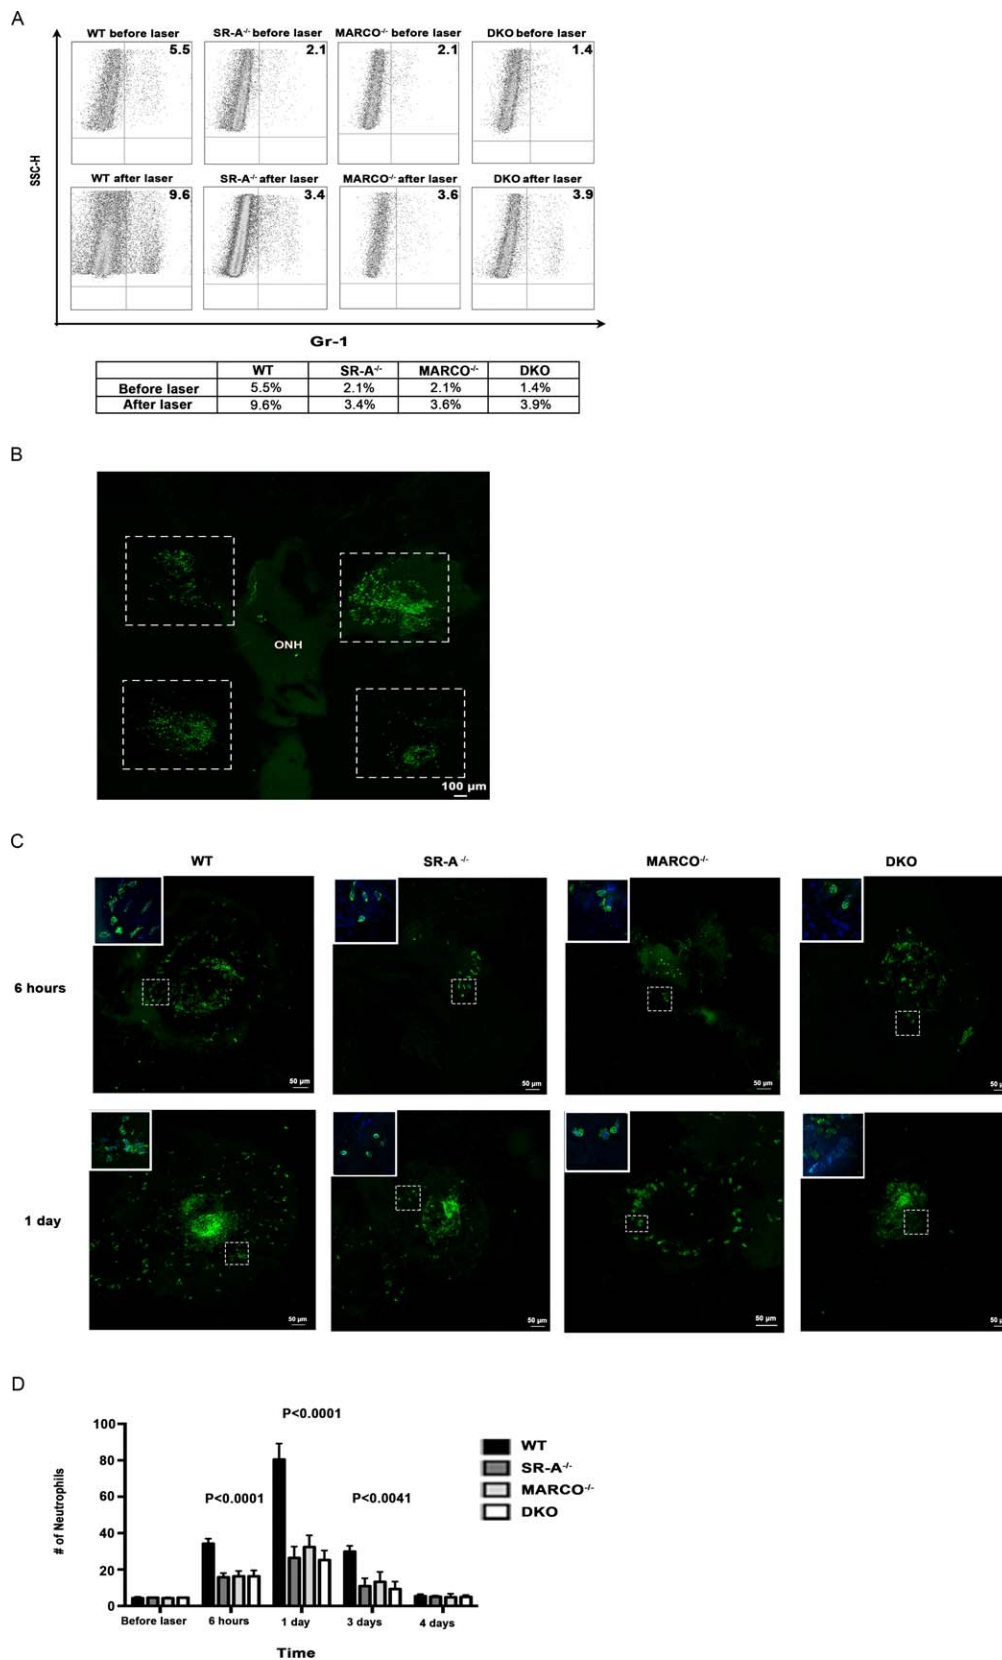 A
WT before laser SR-A-/- before laser MARCO-/- before laser DKO before laser
5.5 2.1 2.1 1.4
SSC-H
WT after laser SR-A-/- after laser MARCO-/- after laser DKO after laser
9.6 3.4 3.6 3.9
Gr-1
WT SR-A-/- MARCO-/- DKO
Before laser 5.5% 2.1% 2.1% 1.4%
After laser 9.6% 3.4% 3.6% 3.9%
B
ONH
100 µm
C
WT SR-A -/- MARCO-/- DKO
6 hours
50 µm 50 µm 50 µm 50 µm
1 day
50 µm 50 µm 50 µm 50 µm
D
P<0.0001
P<0.0001 P<0.0041
# of Neutrophils
100
80
60
40
20
0
WT
SR-A-/-
MARCO-/-
DKO
Before laser 6 hours 1 day 3 days 4 days
Time